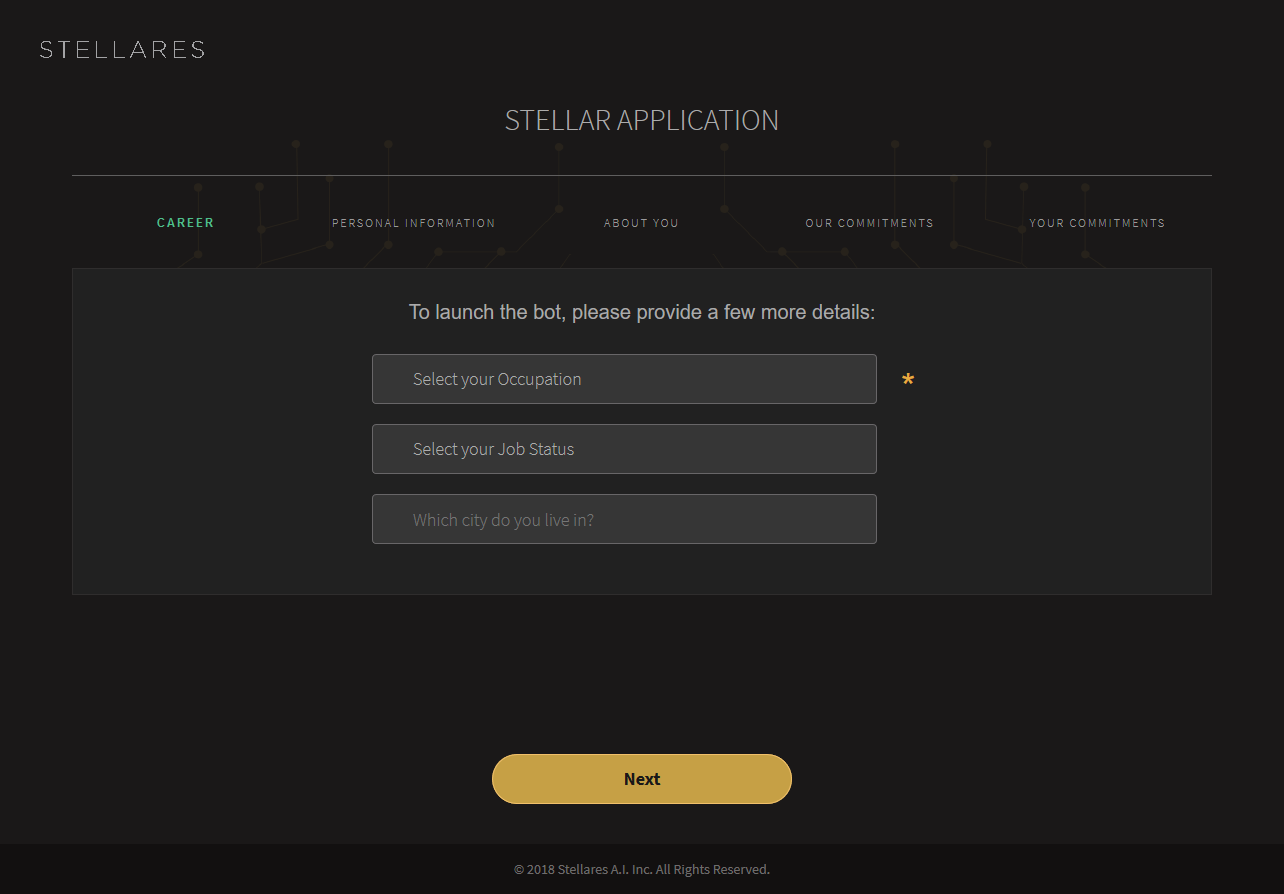 STELLARES
STELLAR APPLICATION
CAREER
PERSONAL INFORMATION
ABOUT YOU
OUR COMMITMENTS
YOUR COMMITMENTS
To launch the bot, please provide a few more details:
Select your Occupation
*
Select your Job Status
Which city do you live in?
Next
© 2018 Stellares A.I. Inc. All Rights Reserved.